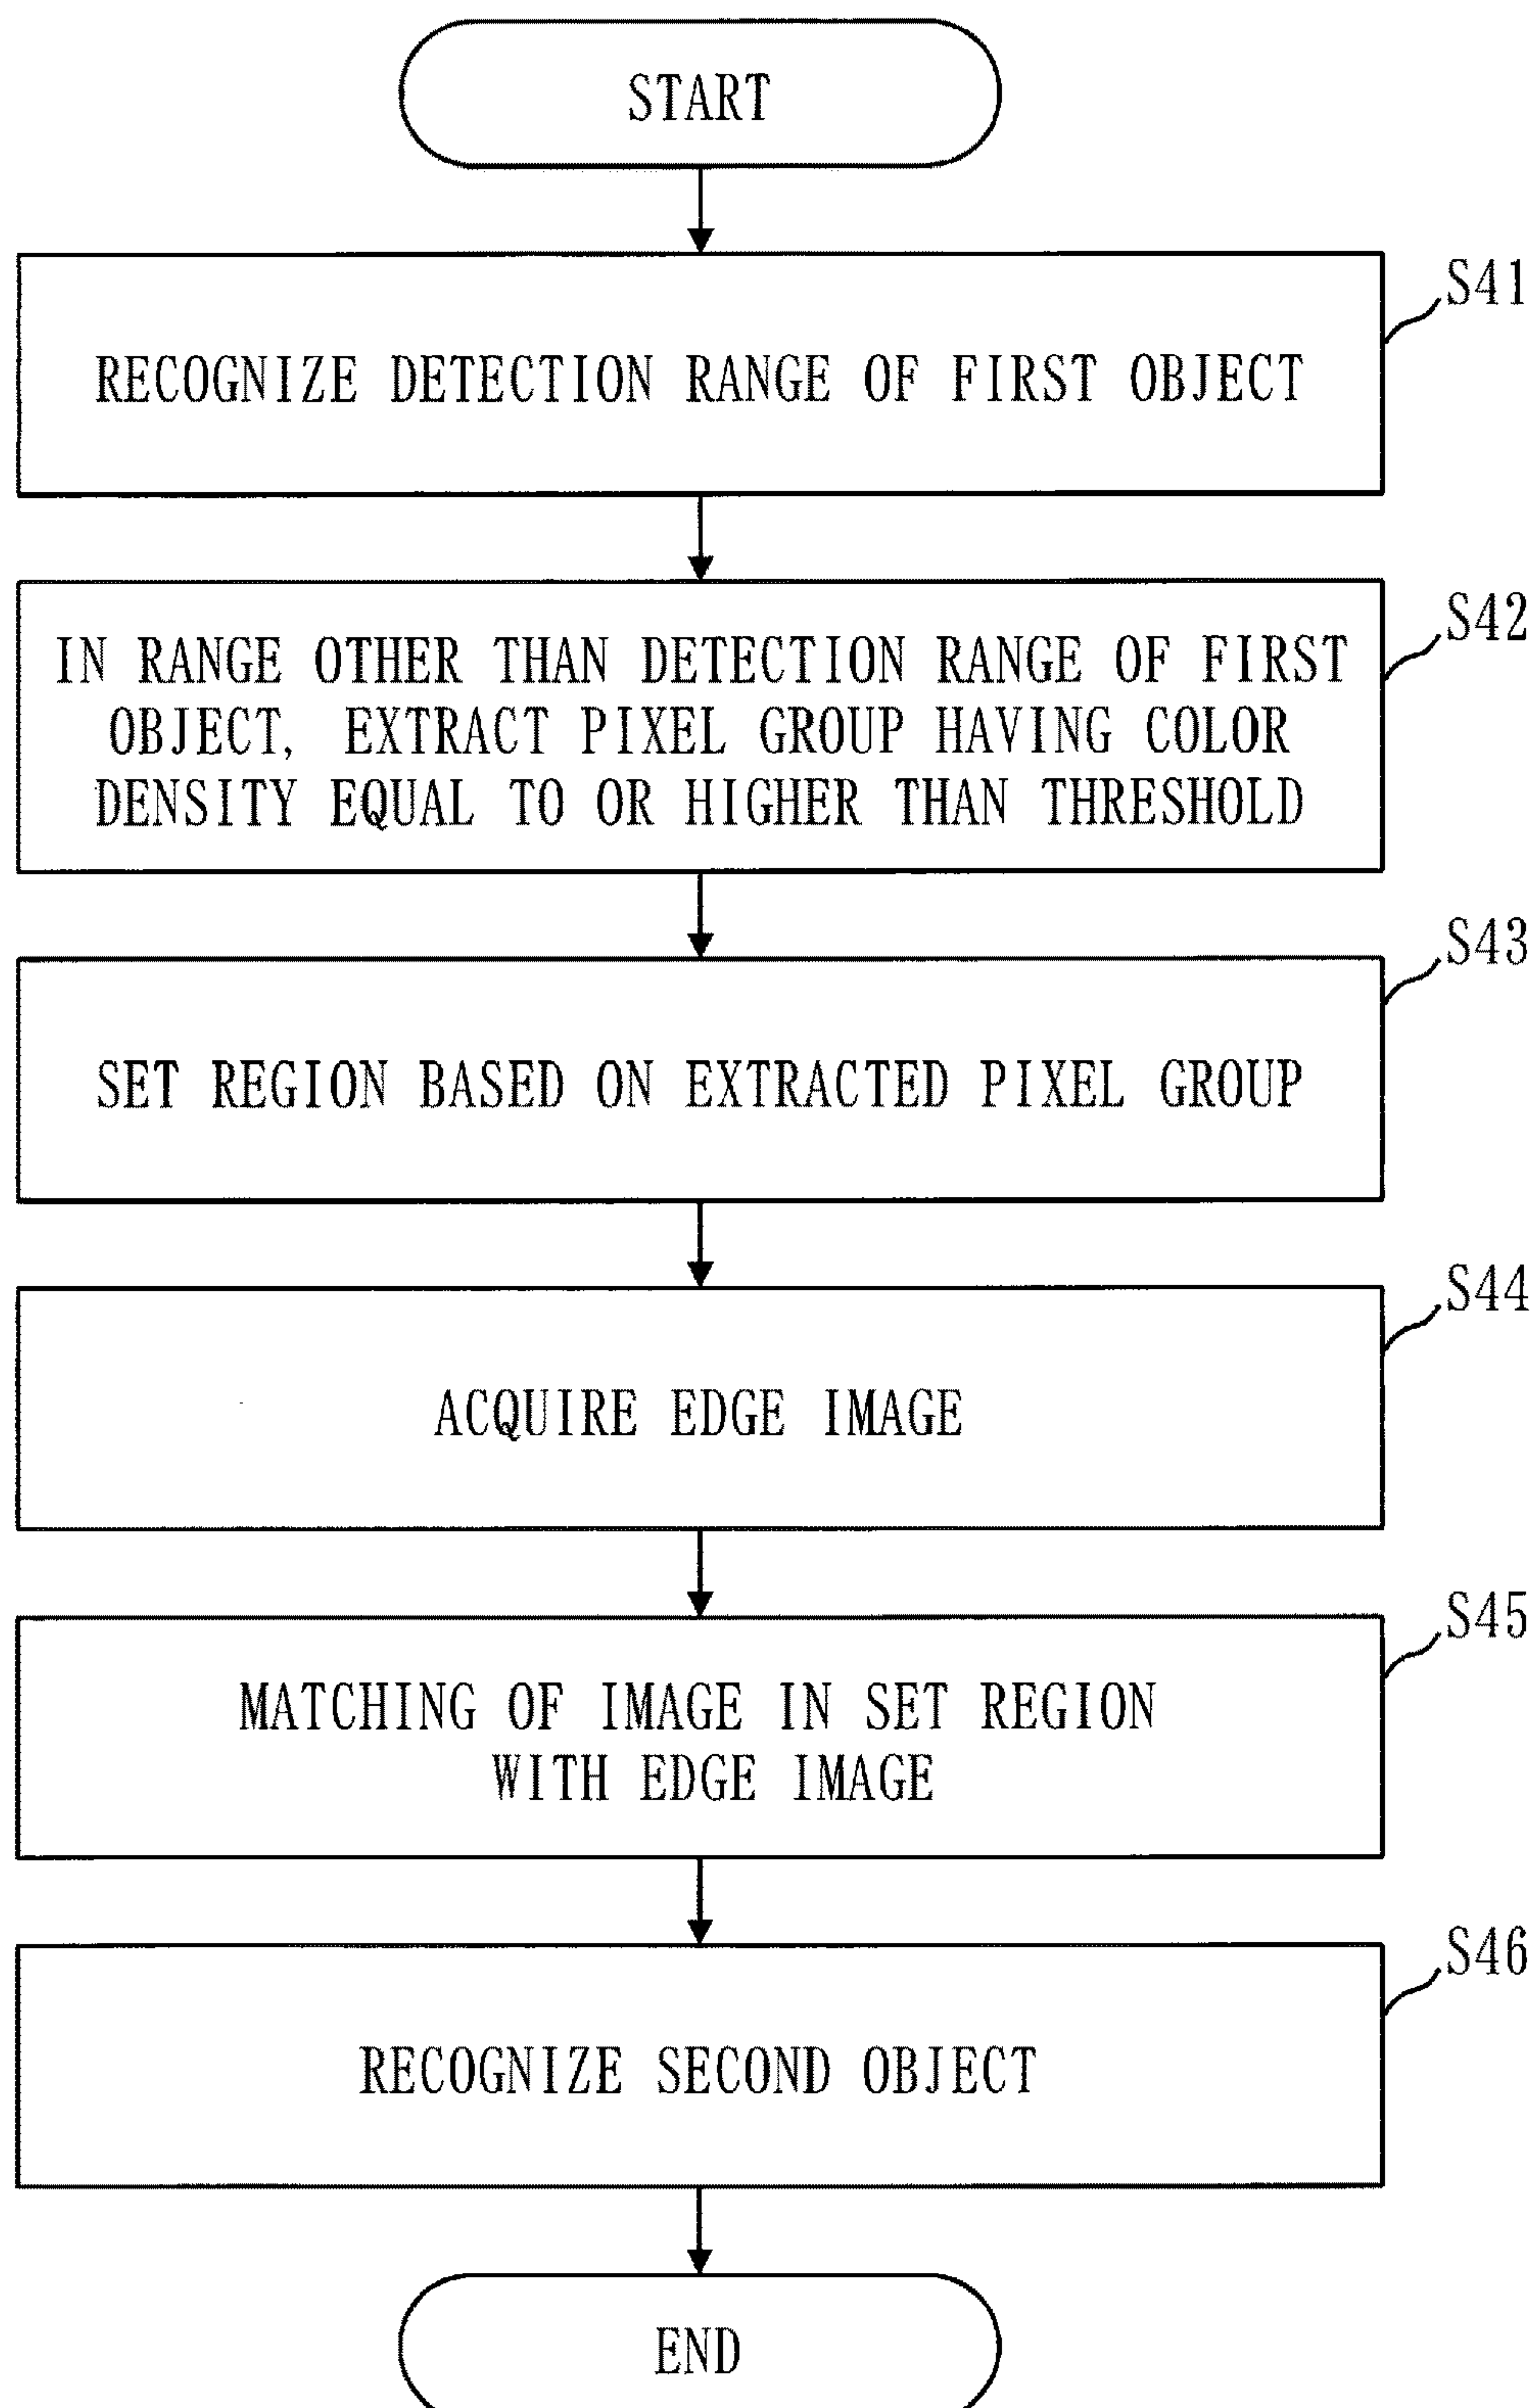 START
S41
RECOGNIZE DETECTION RANGE OF FIRST OBJECT
S42
IN RANGE OTHER THAN DETECTION RANGE OF FIRST
OBJECT, EXTRACT PIXEL GROUP HAVING COLOR
DENSITY EQUAL TO OR HIGHER THAN THRESHOLD
S43
SET REGION BASED ON EXTRACTED PIXEL GROUP
S44
ACQUIRE EDGE IMAGE
S45
MATCHING OF IMAGE IN SET REGION
WITH EDGE IMAGE
S46
RECOGNIZE SECOND OBJECT
END